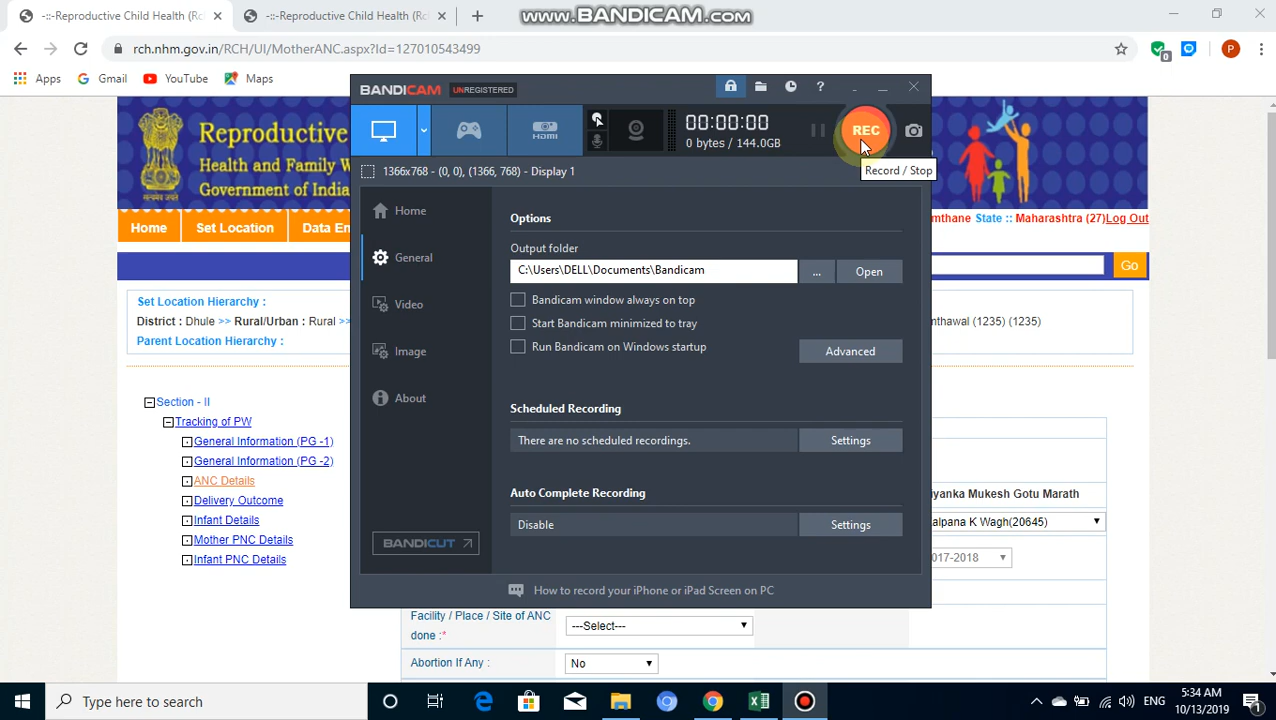 -::- Reproductive Child Health (Rc
-::- Reproductive Child Health (Rc
www.BANDICAM.com
rch.nhm.gov.in/RCH/UI/MotherANC.aspx?Id=127010543499
0
P
Apps
Gmail
YouTube
Maps
BANDICAM UNREGISTERED
?
Reproductive
Health and Family W
Government of India
HDMI
00:00:00
0 bytes / 144.0GB
REC
Record / Stop
1366x768 - (0, 0), (1366, 768) - Display 1
Home
Set Location
Data En
mthane State :: Maharashtra (27)Log Out
Go
Home
General
Video
Image
About
BANDICUT
Options
Output folder
C:\Users\DELL\Documents\Bandicam
...
Open
Bandicam window always on top
Start Bandicam minimized to tray
Run Bandicam on Windows startup
Advanced
Scheduled Recording
There are no scheduled recordings.
Settings
Auto Complete Recording
Disable
Settings
How to record your iPhone or iPad Screen on PC
Set Location Hierarchy :
District : Dhule >> Rural/Urban : Rural >>
mthawal (1235) (1235)
Parent Location Hierarchy :
Section - II
Tracking of PW
General Information (PG -1)
General Information (PG -2)
ANC Details
Delivery Outcome
Infant Details
Mother PNC Details
Infant PNC Details
iyanka Mukesh Gotu Marath
alpana K Wagh(20645)
017-2018
Facility / Place / Site of ANC
done :*
---Select---
Abortion If Any :
No
Type here to search
ENG
5:34 AM
10/13/2019
1